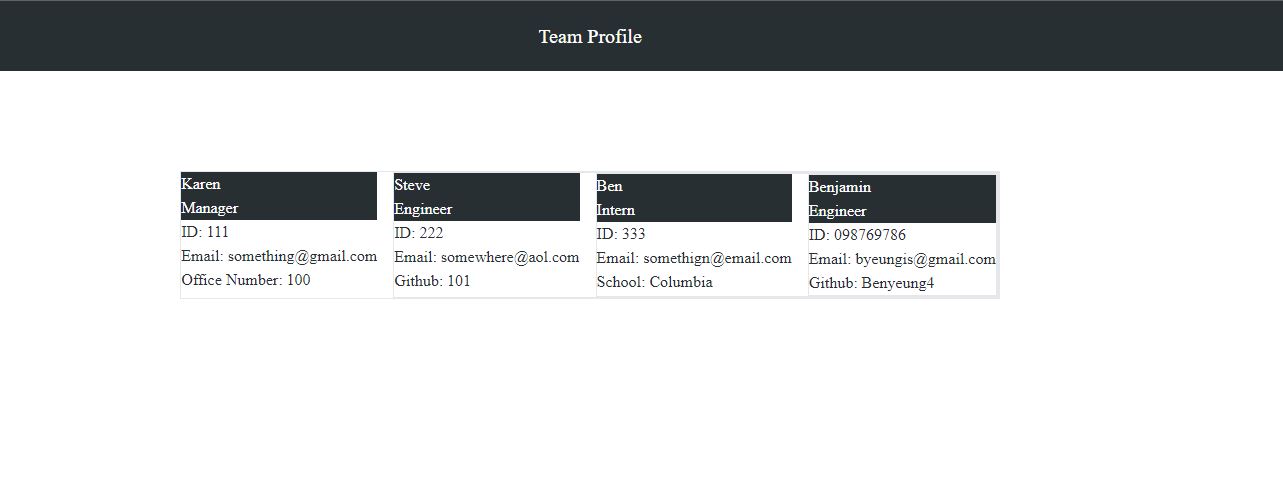 Team Profile
Karen
Manager
ID: 111
Email: something@gmail.com
Office Number: 100
Steve
Engineer
ID: 222
Email: somewhere@aol.com
Github: 101
Ben
Intern
ID: 333
Email: somethign@email.com
School: Columbia
Benjamin
Engineer
ID: 098769786
Email: byeungis@gmail.com
Github: Benyeung4